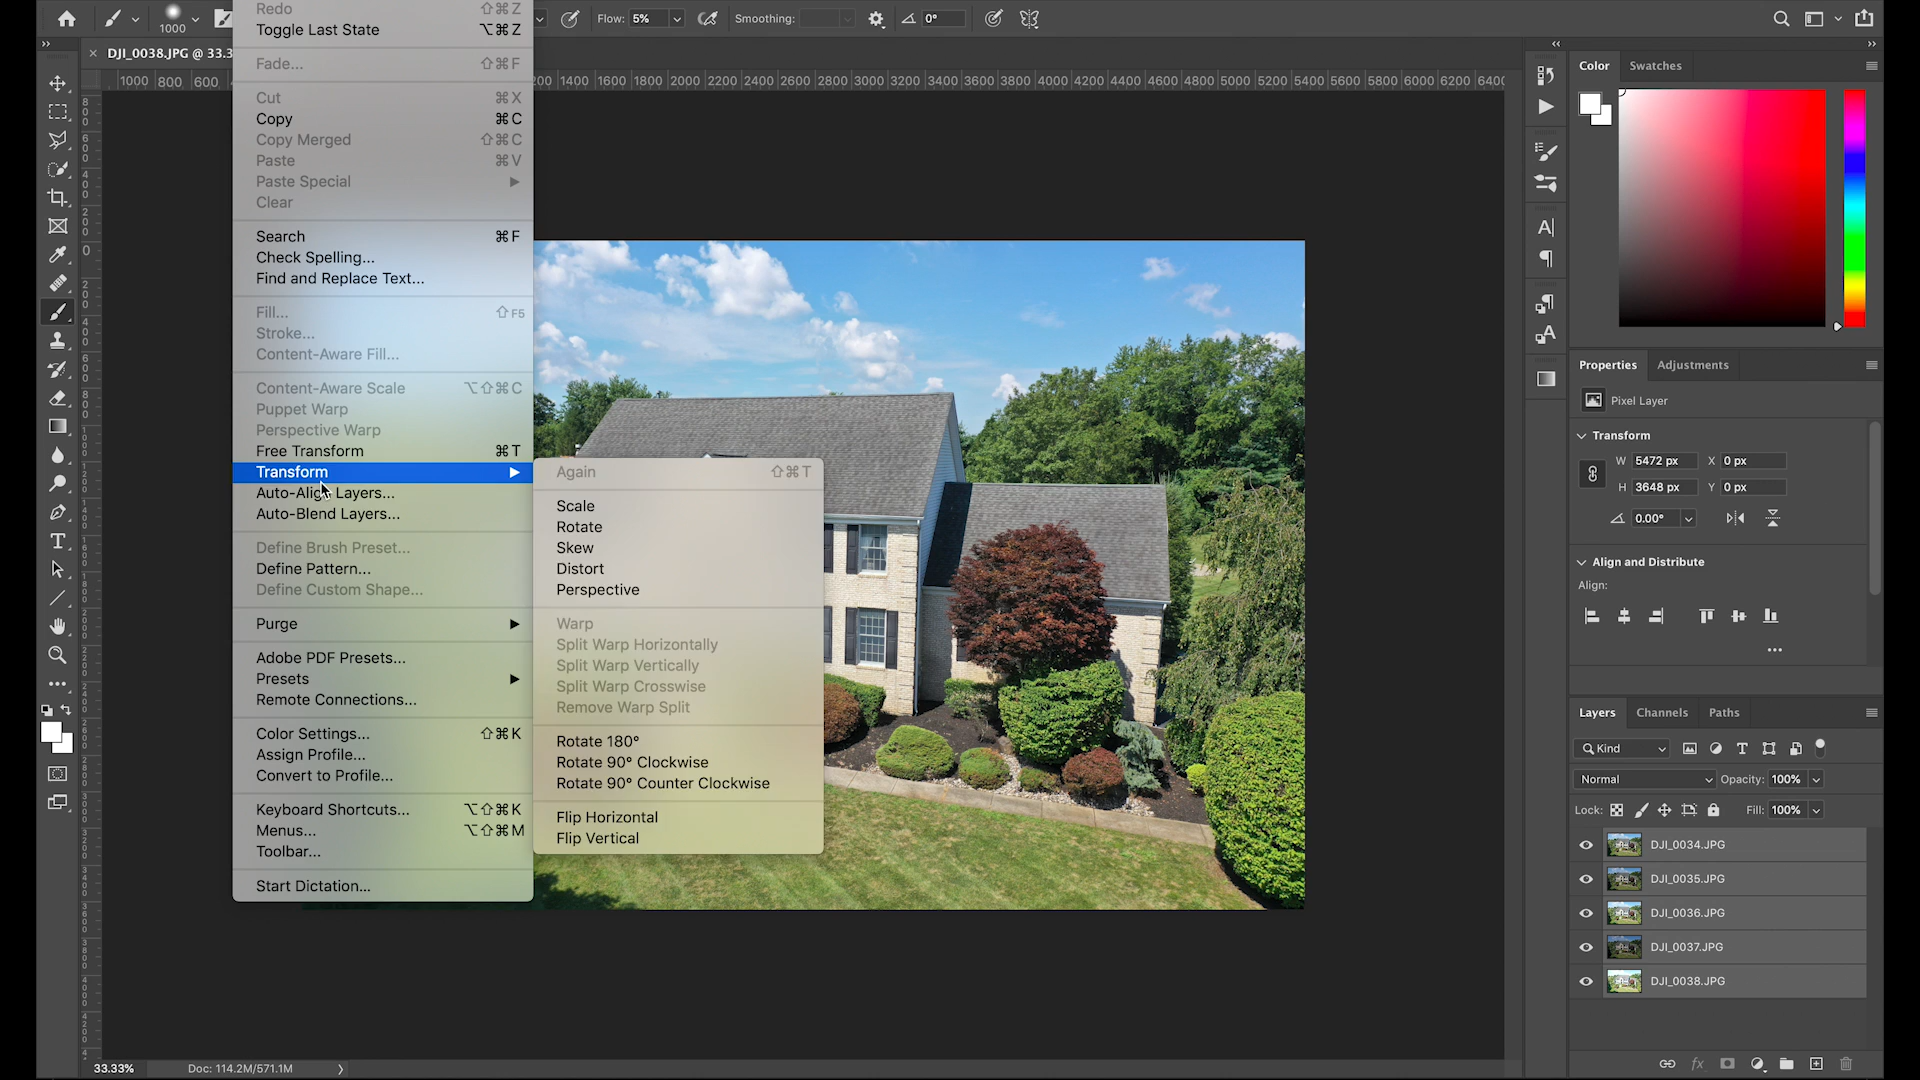 1000
Flow: 5%
Smoothing:
0°
DJI_0038.JPG @ 33.3
1000 800 600
200 1400 1600 1800 2000 2200 2400 2600 2800 3000 3200 3400 3600 3800 4000 4200 4400 4600 4800 5000 5200 5400 5600 5800 6000 6200 640
Redo ⇧⌘Z
Toggle Last State ⌥⌘Z
Fade... ⇧⌘F
Cut ⌘X
Copy ⌘C
Copy Merged ⇧⌘C
Paste ⌘V
Paste Special
Clear
Search ⌘F
Check Spelling...
Find and Replace Text...
Fill... ⇧F5
Stroke...
Content-Aware Fill...
Content-Aware Scale ⌥⇧⌘C
Puppet Warp
Perspective Warp
Free Transform ⌘T
Transform
Auto-Align Layers...
Auto-Blend Layers...
Define Brush Preset...
Define Pattern...
Define Custom Shape...
Purge
Adobe PDF Presets...
Presets
Remote Connections...
Color Settings... ⇧⌘K
Assign Profile...
Convert to Profile...
Keyboard Shortcuts... ⌥⇧⌘K
Menus... ⌥⇧⌘M
Toolbar...
Start Dictation...
Again ⇧⌘T
Scale
Rotate
Skew
Distort
Perspective
Warp
Split Warp Horizontally
Split Warp Vertically
Split Warp Crosswise
Remove Warp Split
Rotate 180°
Rotate 90° Clockwise
Rotate 90° Counter Clockwise
Flip Horizontal
Flip Vertical
Color Swatches
Properties Adjustments
Pixel Layer
Transform
W 5472 px X 0 px
H 3648 px Y 0 px
0.00°
Align and Distribute
Align:
Layers Channels Paths
Kind
Normal Opacity: 100%
Lock: Fill: 100%
DJI_0034.JPG
DJI_0035.JPG
DJI_0036.JPG
DJI_0037.JPG
DJI_0038.JPG
33.33% Doc: 114.2M/571.1M